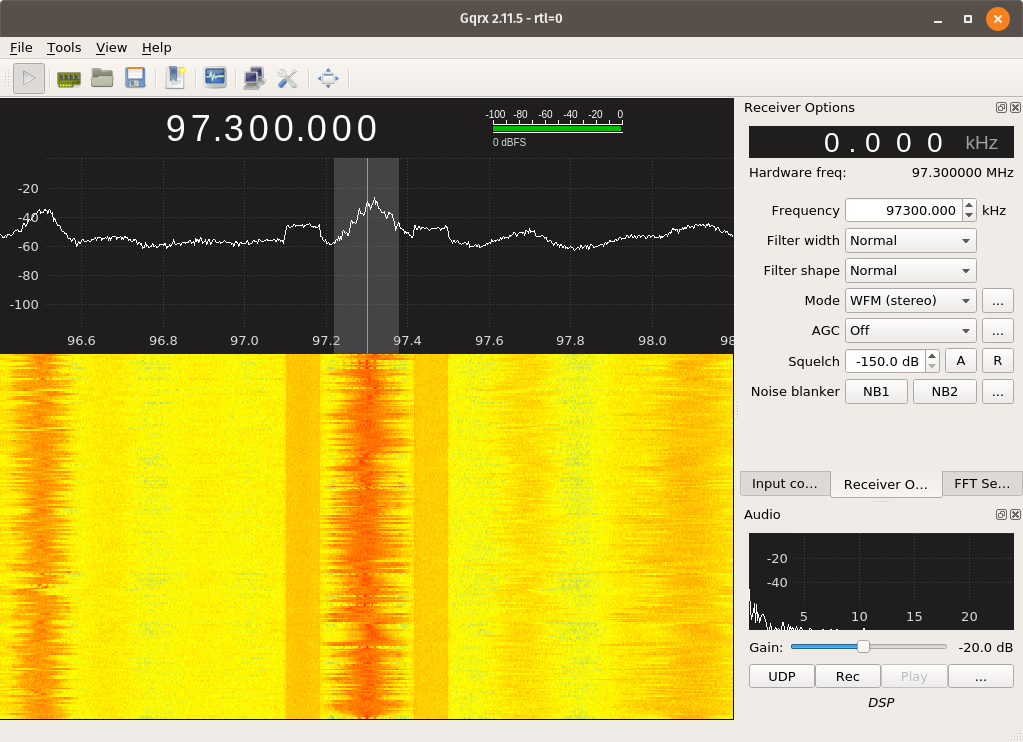 Gqrx 2.11.5 - rtl=0
File Tools View Help
97.300.000
-100 -80 -60 -40 -20 0
0 dBFS
-20
-40
-60
-80
-100
96.6 96.8 97.0 97.2 97.4 97.6 97.8 98.0 98
Receiver Options
0.000 kHz
Hardware freq: 97.300000 MHz
Frequency 97300.000 kHz
Filter width Normal
Filter shape Normal
Mode WFM (stereo) ...
AGC Off ...
Squelch -150.0 dB A R
Noise blanker NB1 NB2 ...
Input co... Receiver O... FFT Se...
Audio
-20
-40
5 10 15 20
Gain: -20.0 dB
UDP Rec Play ...
DSP